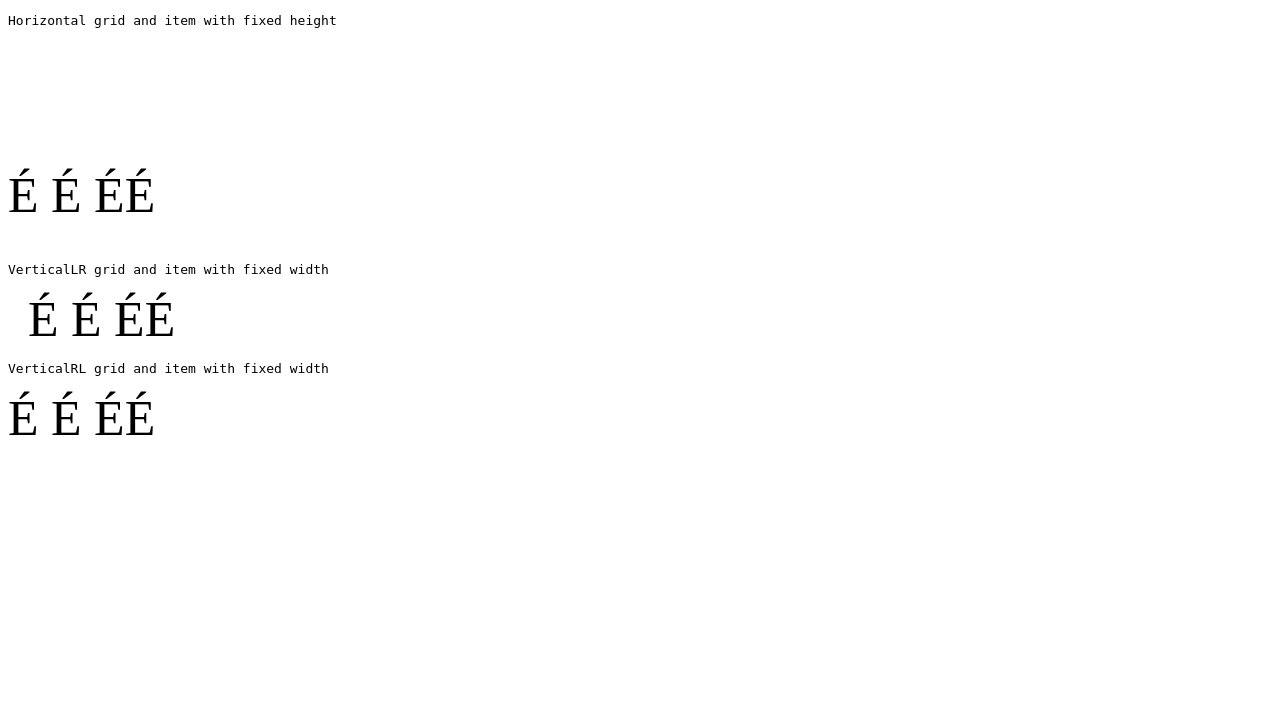 Horizontal grid and item with fixed height
É É ÉÉ
VerticalLR grid and item with fixed width
É É ÉÉ
VerticalRL grid and item with fixed width
É É ÉÉ